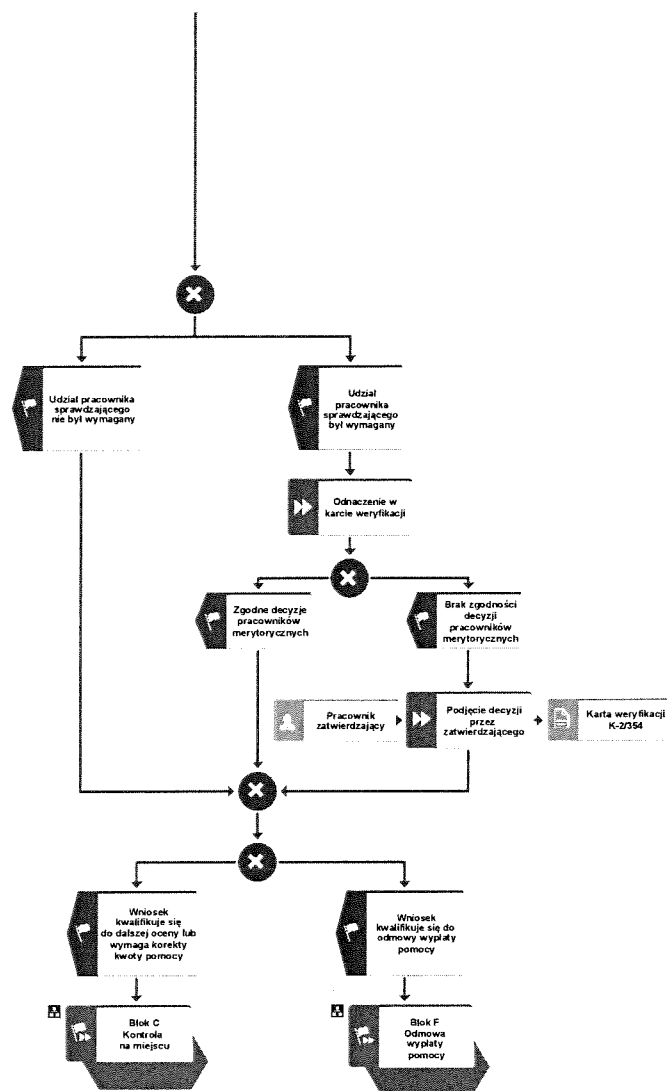 Udział pracownika
sprawdzającego
nie był wymagany
Udział
pracownika
sprawdzającego
był wymagany
Odnaczenie w
karcie weryfikacji
Zgodne decyzje
pracowników
merytorycznych
Brak zgodności
decyzji
pracowników
merytorycznych
Pracownik
zatwierdzający
Podjęcie decyzji
przez
zatwierdzającego
Karta weryfikacji
K-2/354
Wniosek
kwalifikuje się
do dalszej oceny lub
wymaga korekty
kwoty pomocy
Wniosek
kwalifikuje się do
odmowy wypłaty
pomocy
Blok C
Kontrola
na miejscu
Blok F
Odmowa
wypłaty
pomocy